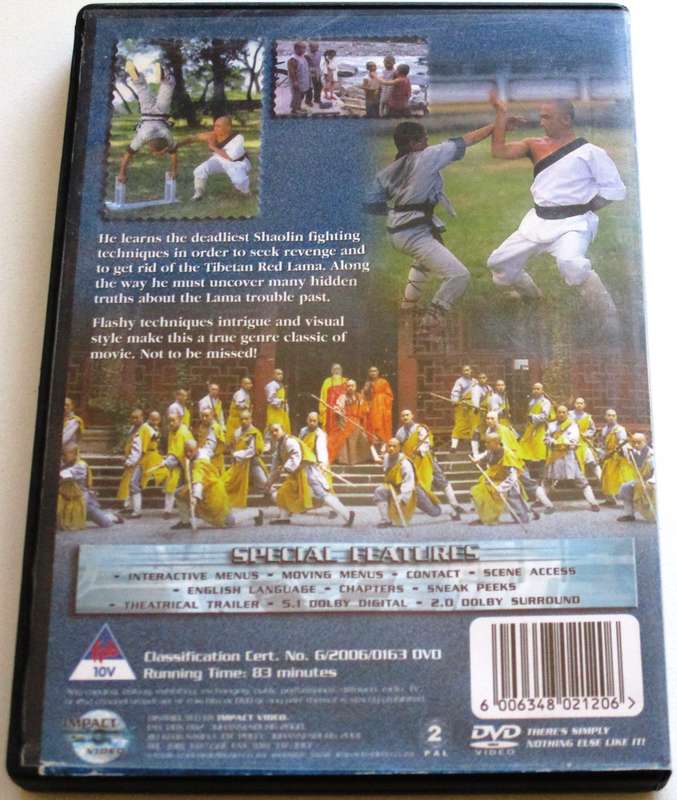 He learns the deadliest Shaolin fighting
techniques in order to seek revenge and
to get rid of the Tibetan Red Lama. Along
the way he must uncover many hidden
truths about the Lama trouble past.
Flashy techniques intrigue and visual
style make this a true genre classic of
movie. Not to be missed!
SPECIAL FEATURES
- INTERACTIVE MENUS - MOVING MENUS - CONTACT - SCENE ACCESS
- ENGLISH LANGUAGE - CHAPTERS - SNEAK PEEKS
- THEATRICAL TRAILER - 5.1 DOLBY DIGITAL - 2.0 DOLBY SURROUND
10V
Classification Cert. No. G/2006/0163 DVD
Running Time: 83 minutes
IMPACT
VIDEO
DISTRIBUTED BY IMPACT VIDEO.
2
PAL
DVD
VIDEO
THERE'S SIMPLY
NOTHING ELSE LIKE IT!
6 006348 021206 >